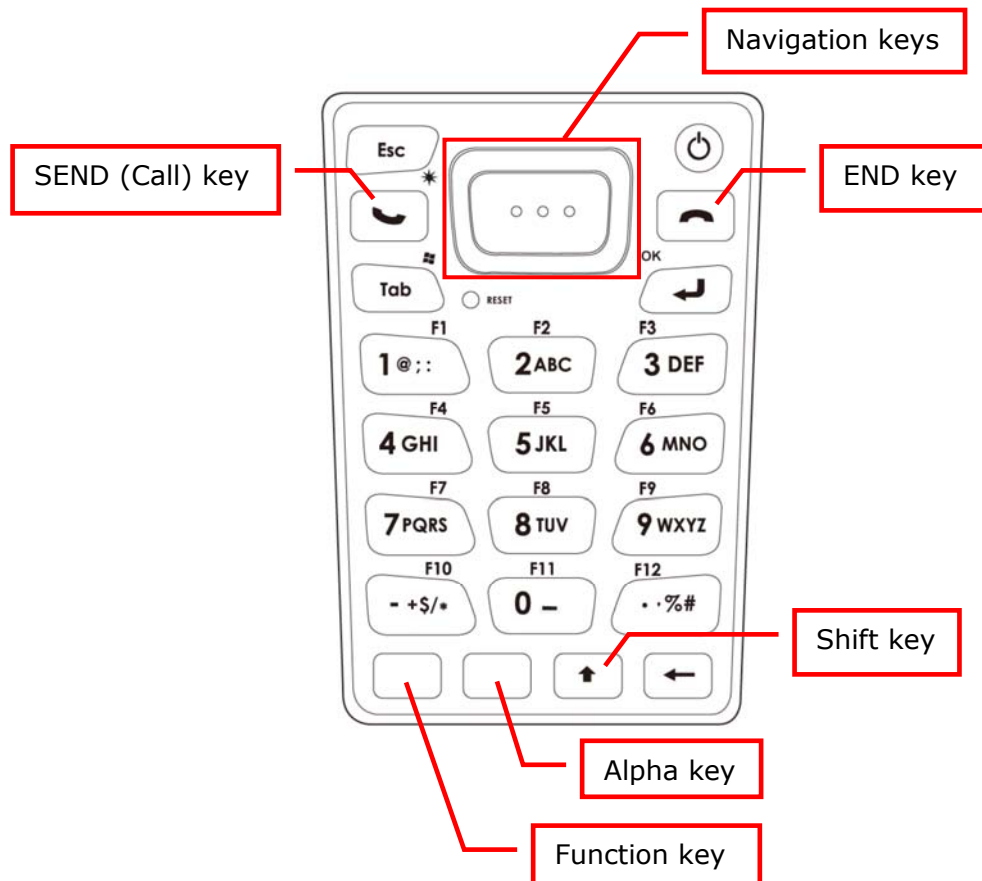 Navigation keys
Esc
SEND (Call) key
END key
OK
Tab
RESET
F1 F2 F3
1 @ ; : 2 ABC 3 DEF
F4 F5 F6
4 GHI 5 JKL 6 MNO
F7 F8 F9
7 PQRS 8 TUV 9 WXYZ
F10 F11 F12
- +$/* 0 – . · %#
Shift key
Alpha key
Function key